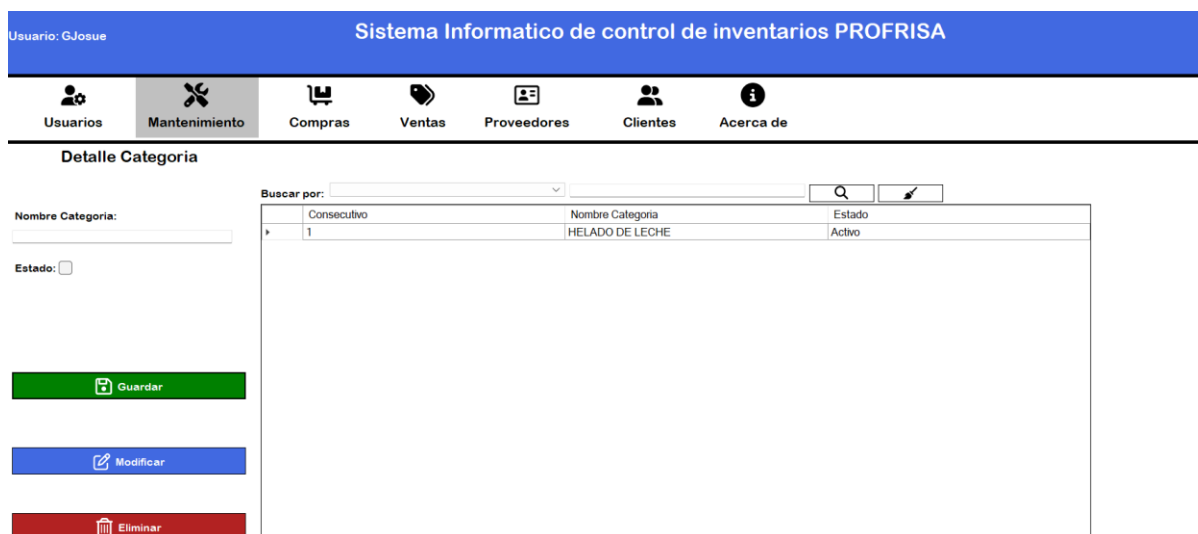 Usuario: GJosue
Sistema Informatico de control de inventarios PROFRISA
Usuarios Mantenimiento Compras Ventas Proveedores Clientes Acerca de
Detalle Categoria
Buscar por:
Nombre Categoria:
Estado:
Consecutivo Nombre Categoria Estado
1 HELADO DE LECHE Activo
Guardar
Modificar
Eliminar